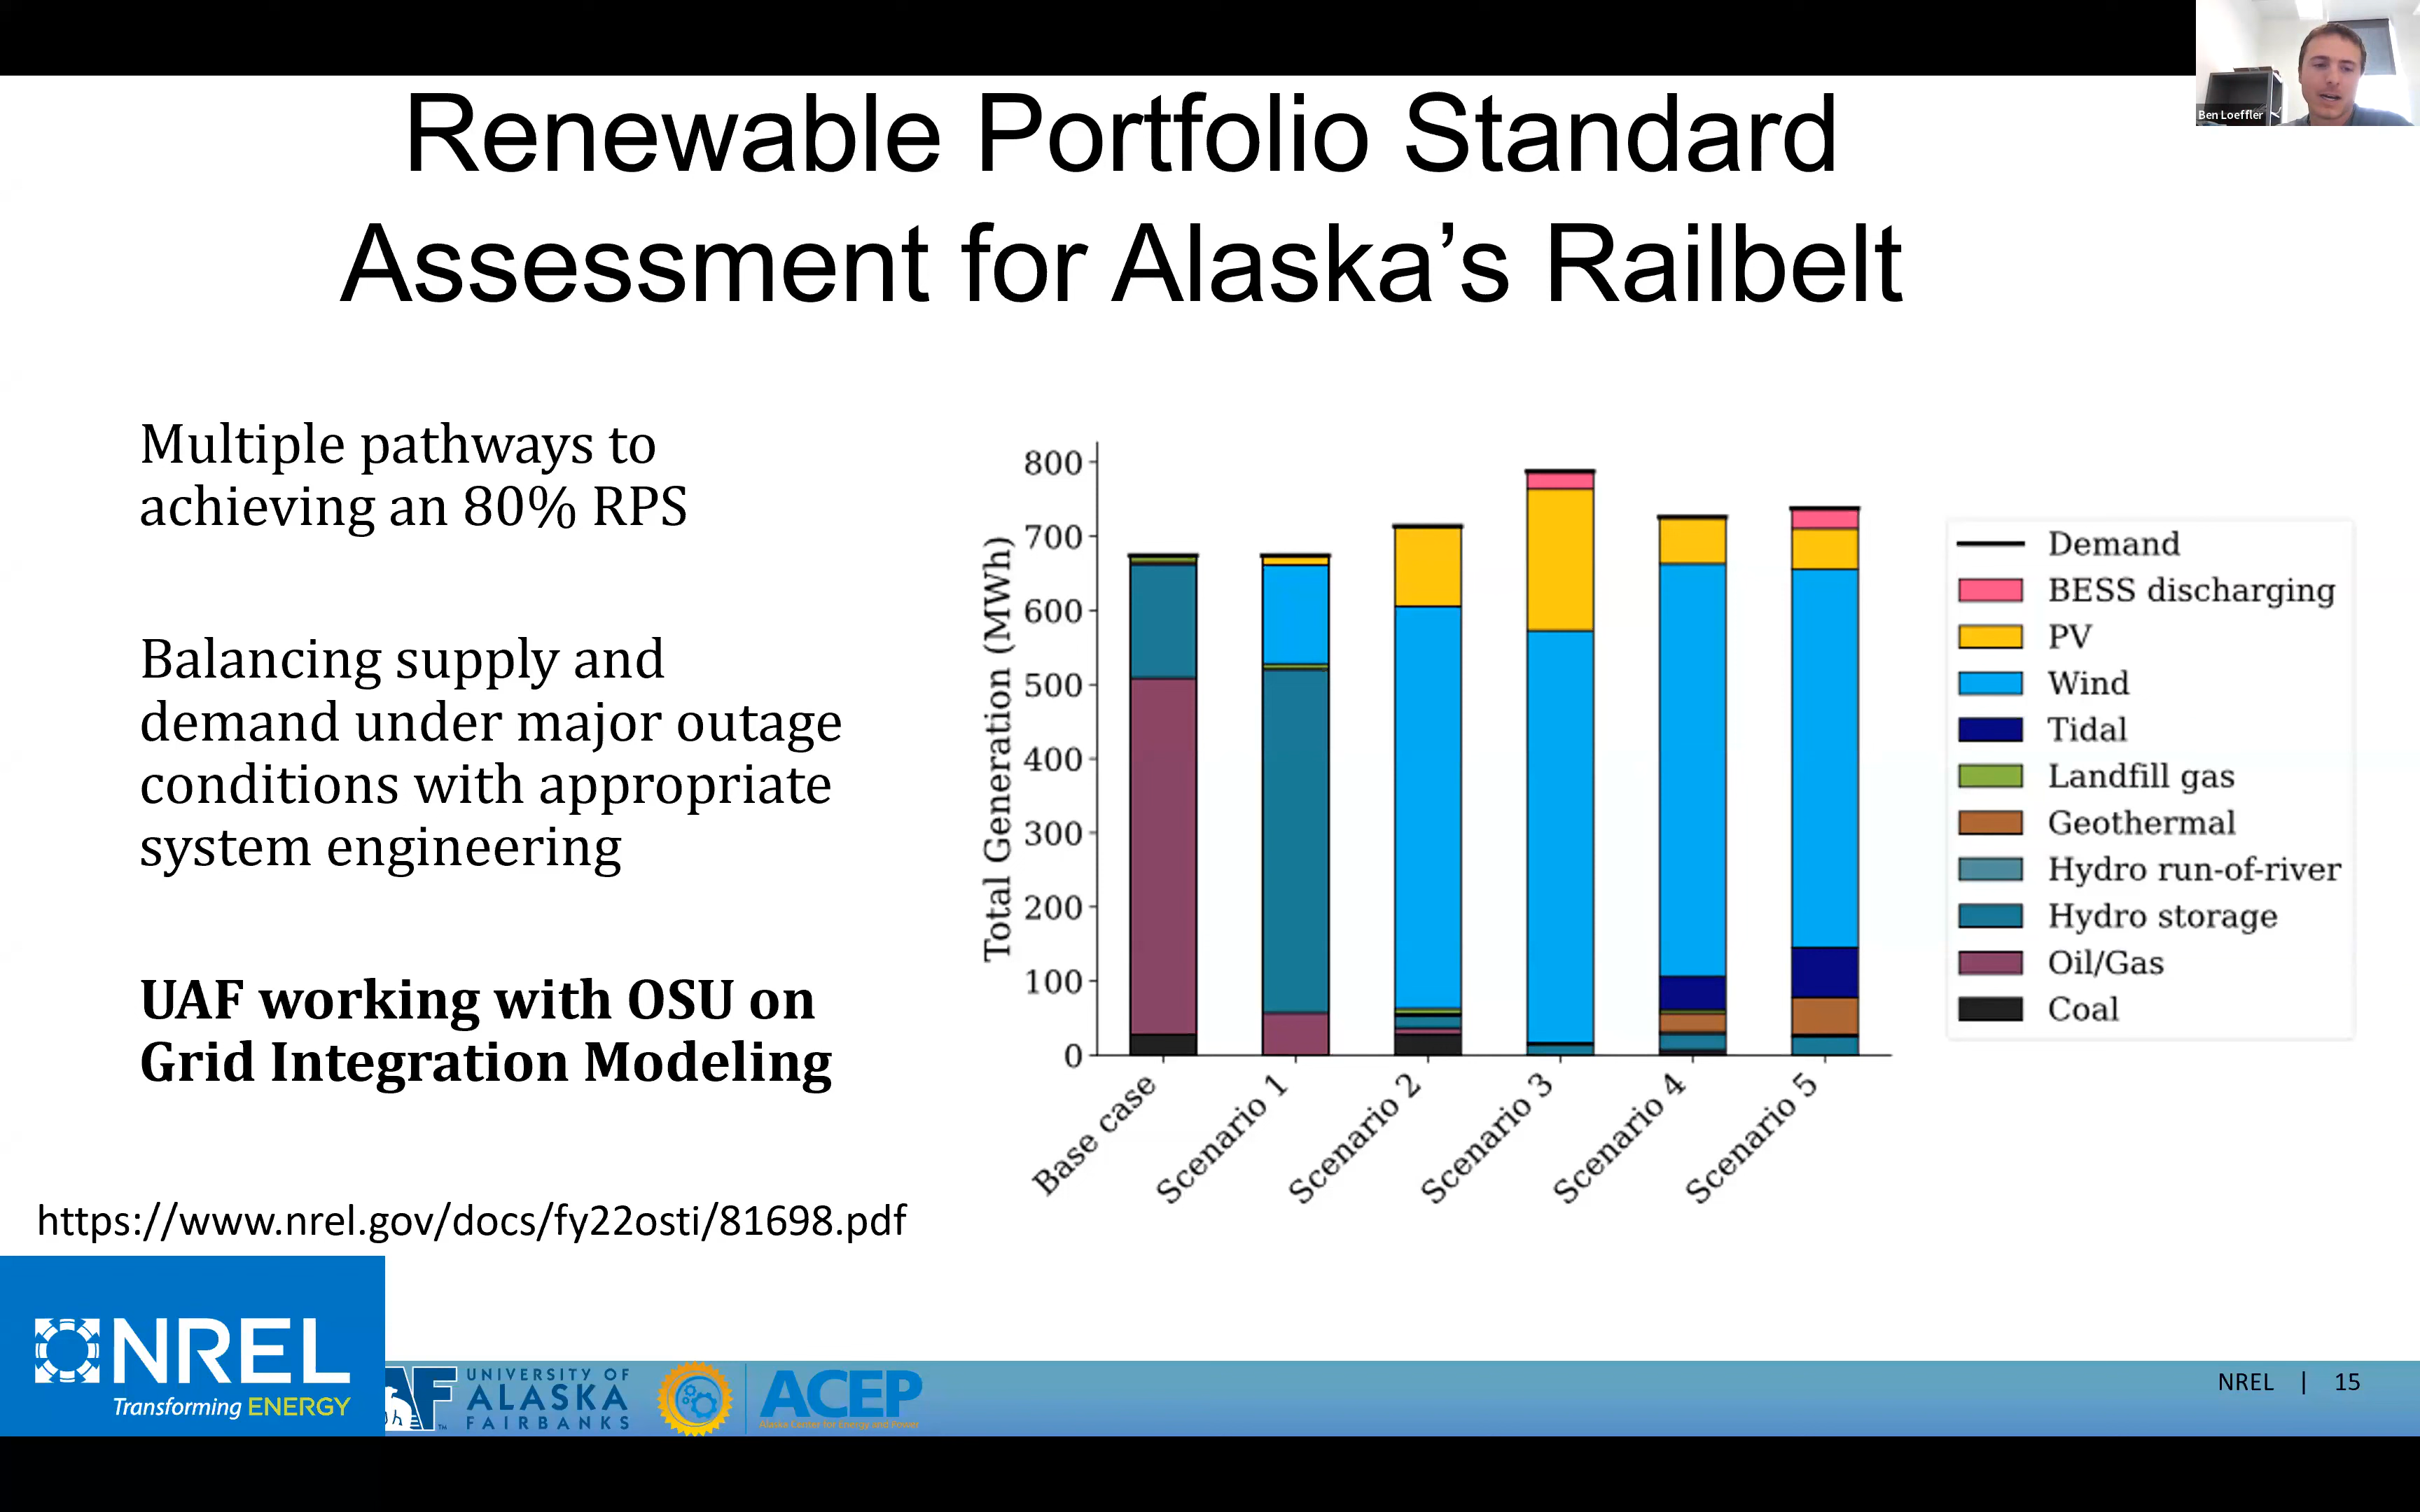 Ben Loeffler
Renewable Portfolio Standard
Assessment for Alaska’s Railbelt
Multiple pathways to
achieving an 80% RPS
Balancing supply and
demand under major outage
conditions with appropriate
system engineering
UAF working with OSU on
Grid Integration Modeling
https://www.nrel.gov/docs/fy22osti/81698.pdf
Total Generation (MWh)
800
700
600
500
400
300
200
100
0
Base case
Scenario 1
Scenario 2
Scenario 3
Scenario 4
Scenario 5
Demand
BESS discharging
PV
Wind
Tidal
Landfill gas
Geothermal
Hydro run-of-river
Hydro storage
Oil/Gas
Coal
NREL
Transforming ENERGY
UNIVERSITY OF
ALASKA
FAIRBANKS
ACEP
Alaska Center for Energy and Power
NREL | 15